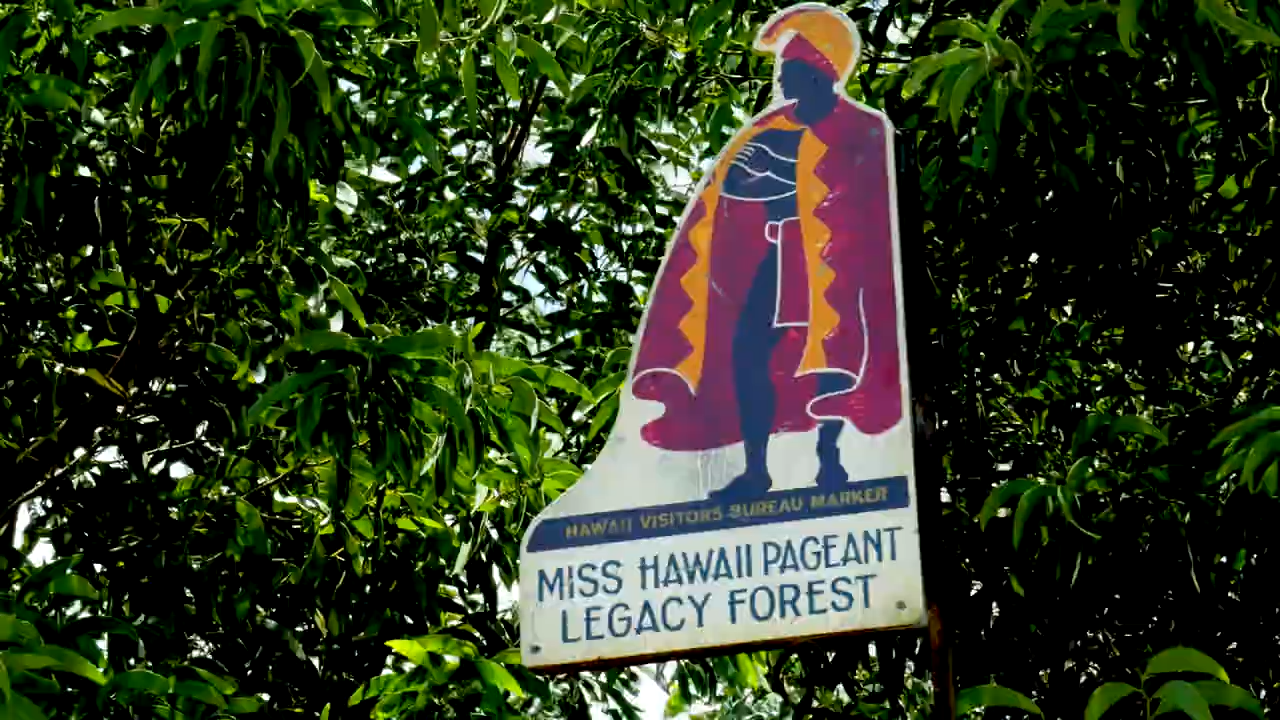 HAWAII VISITORS BUREAU MARKER
MISS HAWAII PAGEANT
LEGACY FOREST